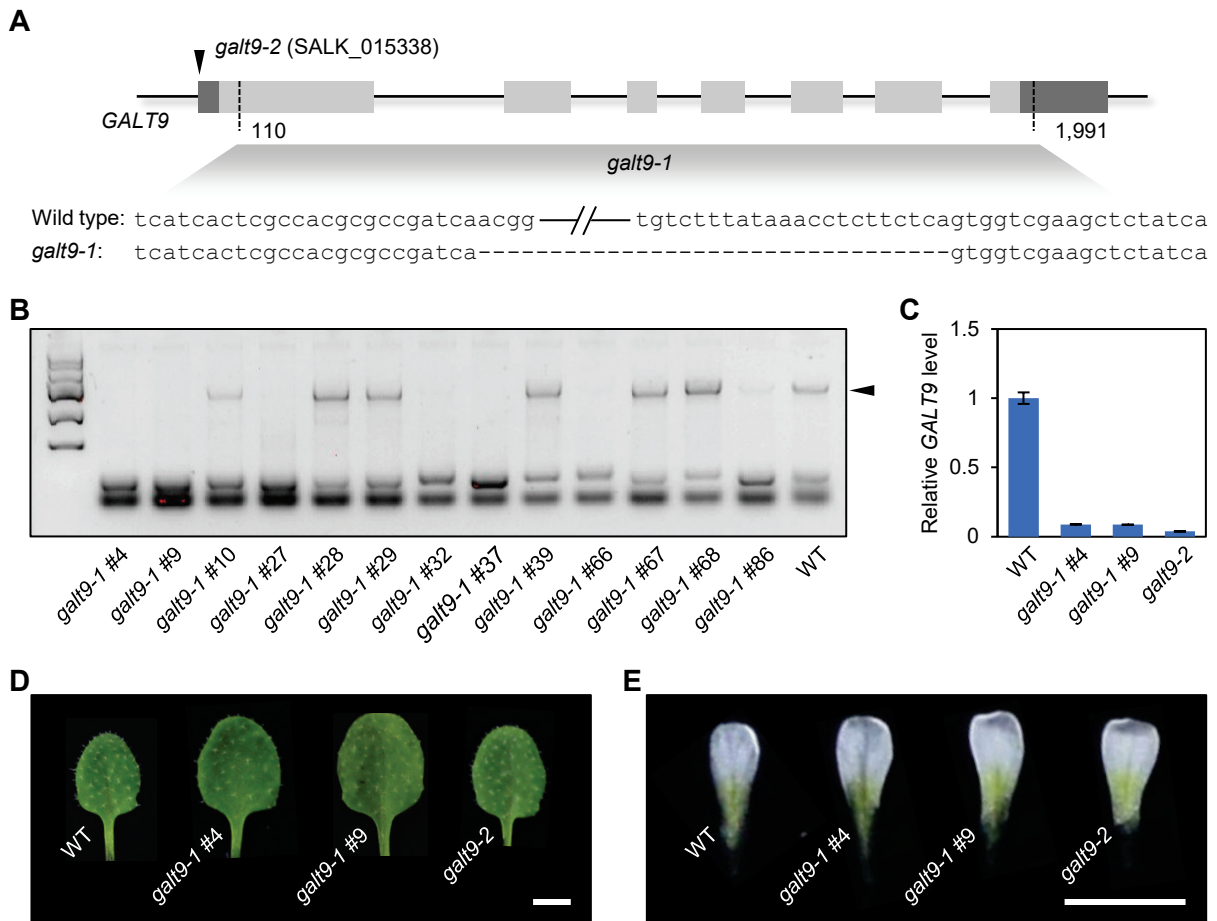 A
galt9-2 (SALK_015338)
GALT9
110
1,991
galt9-1
Wild type: tcatcactcgccacgcgccgatcaacgg tgtctttataaacctcttctcagtggtcgaagctctatca
galt9-1: tcatcactcgccacgcgccgatca----------------------------------gtggtcgaagctctatca
B
galt9-1 #4
galt9-1 #9
galt9-1 #10
galt9-1 #27
galt9-1 #28
galt9-1 #29
galt9-1 #32
galt9-1 #37
galt9-1 #39
galt9-1 #66
galt9-1 #67
galt9-1 #68
galt9-1 #86
WT
C
Relative GALT9 level
1.5
1
0.5
0
WT
galt9-1 #4
galt9-1 #9
galt9-2
D
WT
galt9-1 #4
galt9-1 #9
galt9-2
E
WT
galt9-1 #4
galt9-1 #9
galt9-2